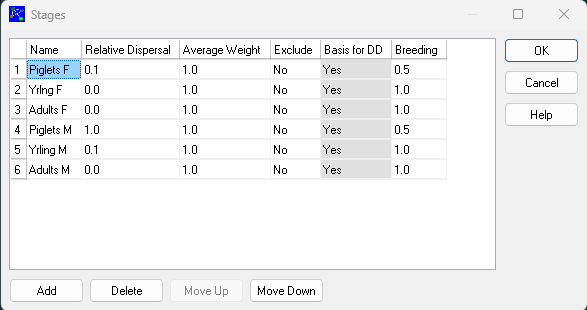 Stages
Name Relative Dispersal Average Weight Exclude Basis for DD Breeding
1 Piglets F 0.1 1.0 No Yes 0.5
2 Yrlng F 0.0 1.0 No Yes 1.0
3 Adults F 0.0 1.0 No Yes 1.0
4 Piglets M 1.0 1.0 No Yes 0.5
5 Yrling M 0.1 1.0 No Yes 1.0
6 Adults M 0.0 1.0 No Yes 1.0
OK
Cancel
Help
Add Delete Move Up Move Down